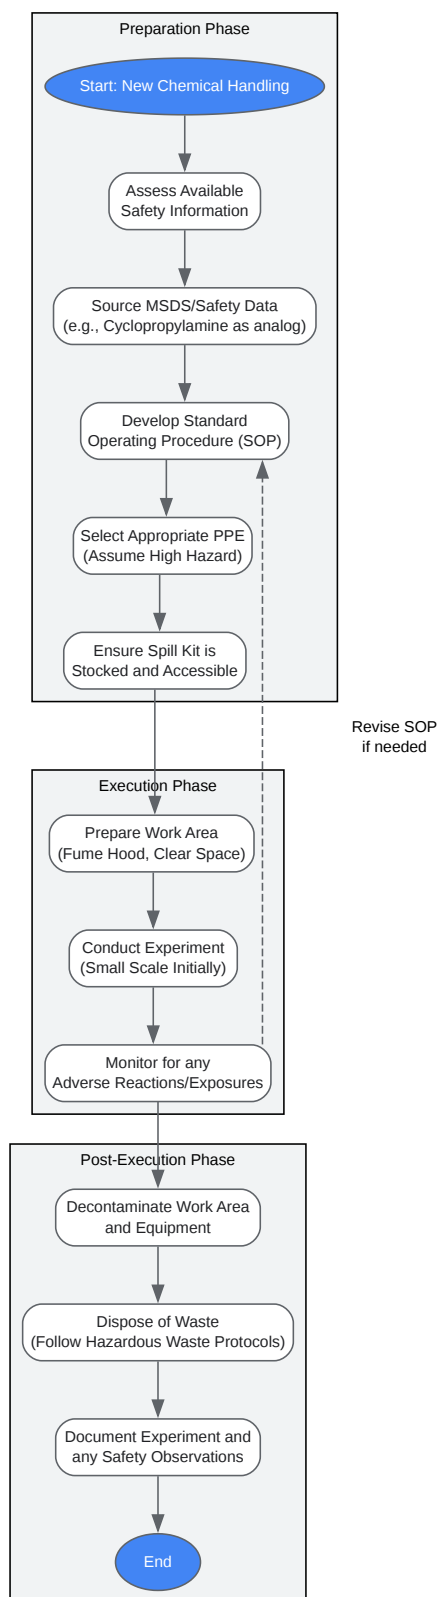 Preparation Phase
Start: New Chemical Handling
Assess Available
Safety Information
Source MSDS/Safety Data
(e.g., Cyclopropylamine as analog)
Develop Standard
Operating Procedure (SOP)
Select Appropriate PPE
(Assume High Hazard)
Ensure Spill Kit is
Stocked and Accessible
Revise SOP
if needed
Execution Phase
Prepare Work Area
(Fume Hood, Clear Space)
Conduct Experiment
(Small Scale Initially)
Monitor for any
Adverse Reactions/Exposures
Post-Execution Phase
Decontaminate Work Area
and Equipment
Dispose of Waste
(Follow Hazardous Waste Protocols)
Document Experiment and
any Safety Observations
End